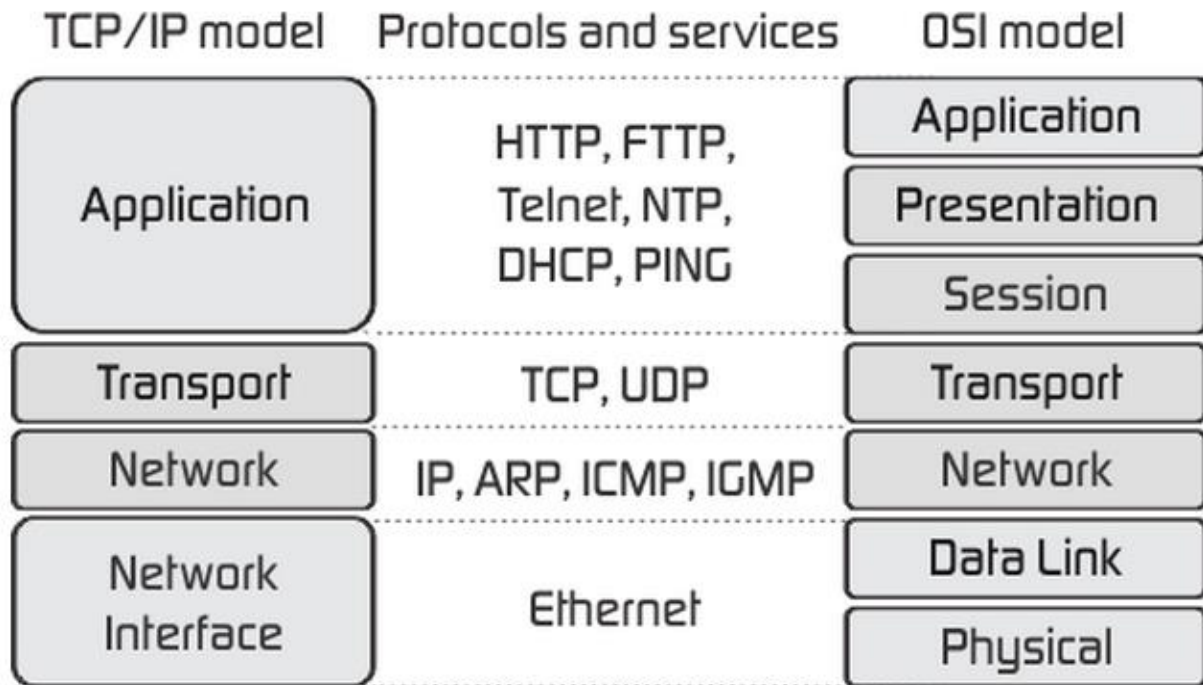 TCP/IP model Protocols and services OSI model
Application
HTTP, FTTP,
Telnet, NTP,
DHCP, PING
Application
Presentation
Session
Transport
TCP, UDP
Transport
Network
IP, ARP, ICMP, IGMP
Network
Network
Interface
Ethernet
Data Link
Physical